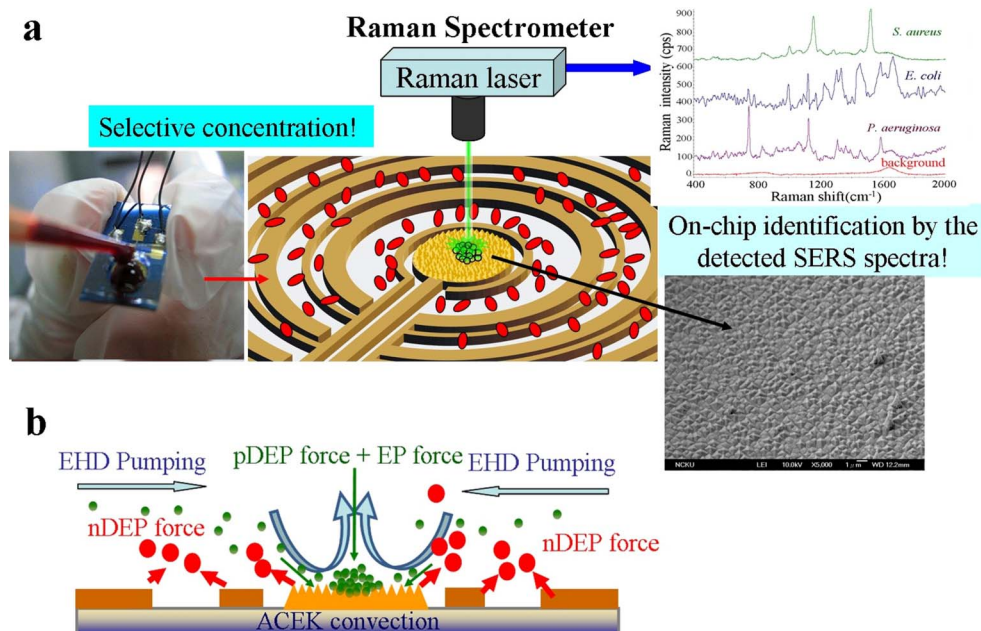 a
Raman Spectrometer
Raman laser
Selective concentration!
Raman intensity (cps)
900
800
700
600
500
400
300
200
100
0
S. aureus
E. coli
P. aeruginosa
background
400 800 1200 1600 2000
Raman shift(cm-1)
On-chip identification by the
detected SERS spectra!
NCKU LEI 10.0kV X5,000 1μm WD 12.2mm
b
EHD Pumping
pDEP force + EP force
EHD Pumping
nDEP force
nDEP force
ACEK convection